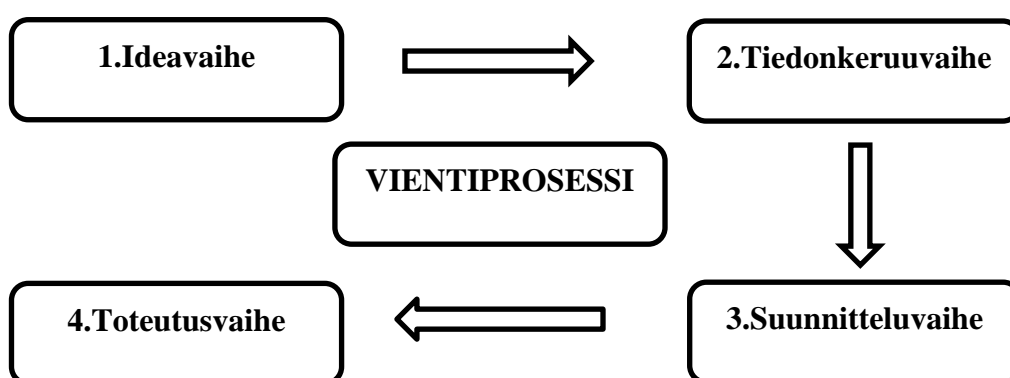 1.Ideavaihe
2.Tiedonkeruuvaihe
VIENTIPROSESSI
4.Toteutusvaihe
3.Suunnitteluvaihe